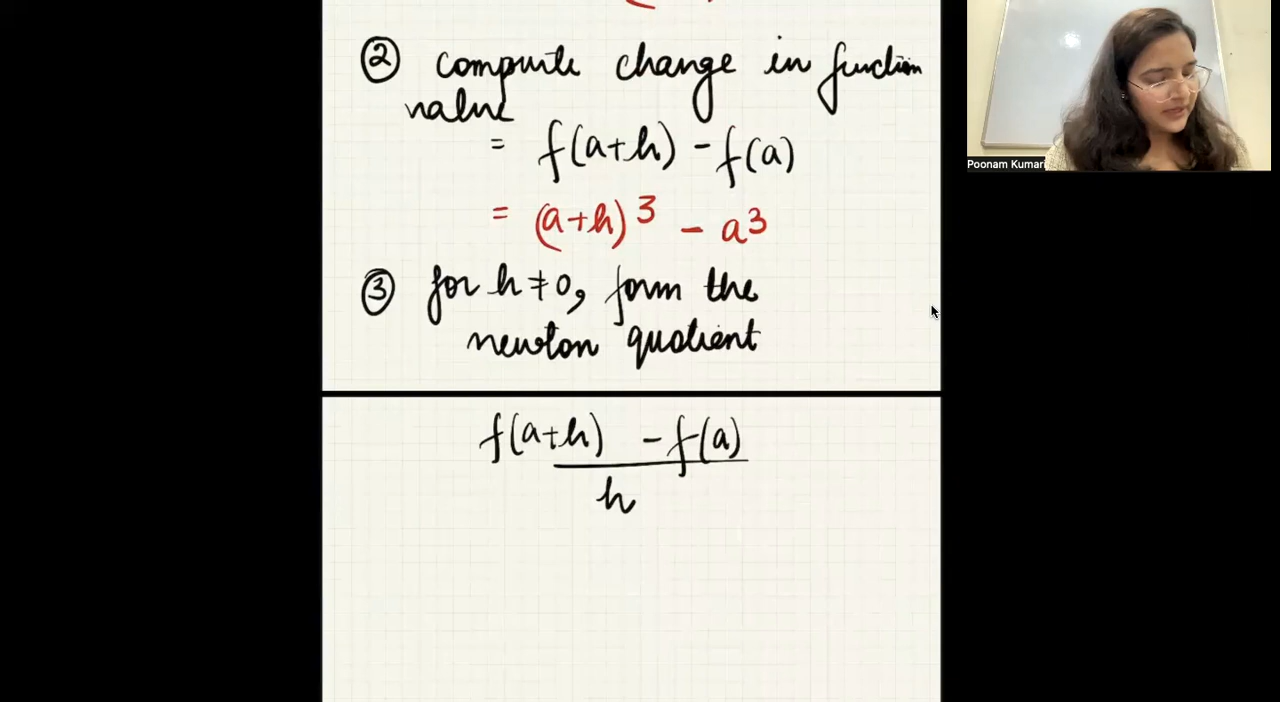 ② compute change in function
value
= f(a+h) - f(a)
= (a+h)³ - a³
③ for h ≠ 0, form the
newton quotient
f(a+h) - f(a)
h
Poonam Kumari